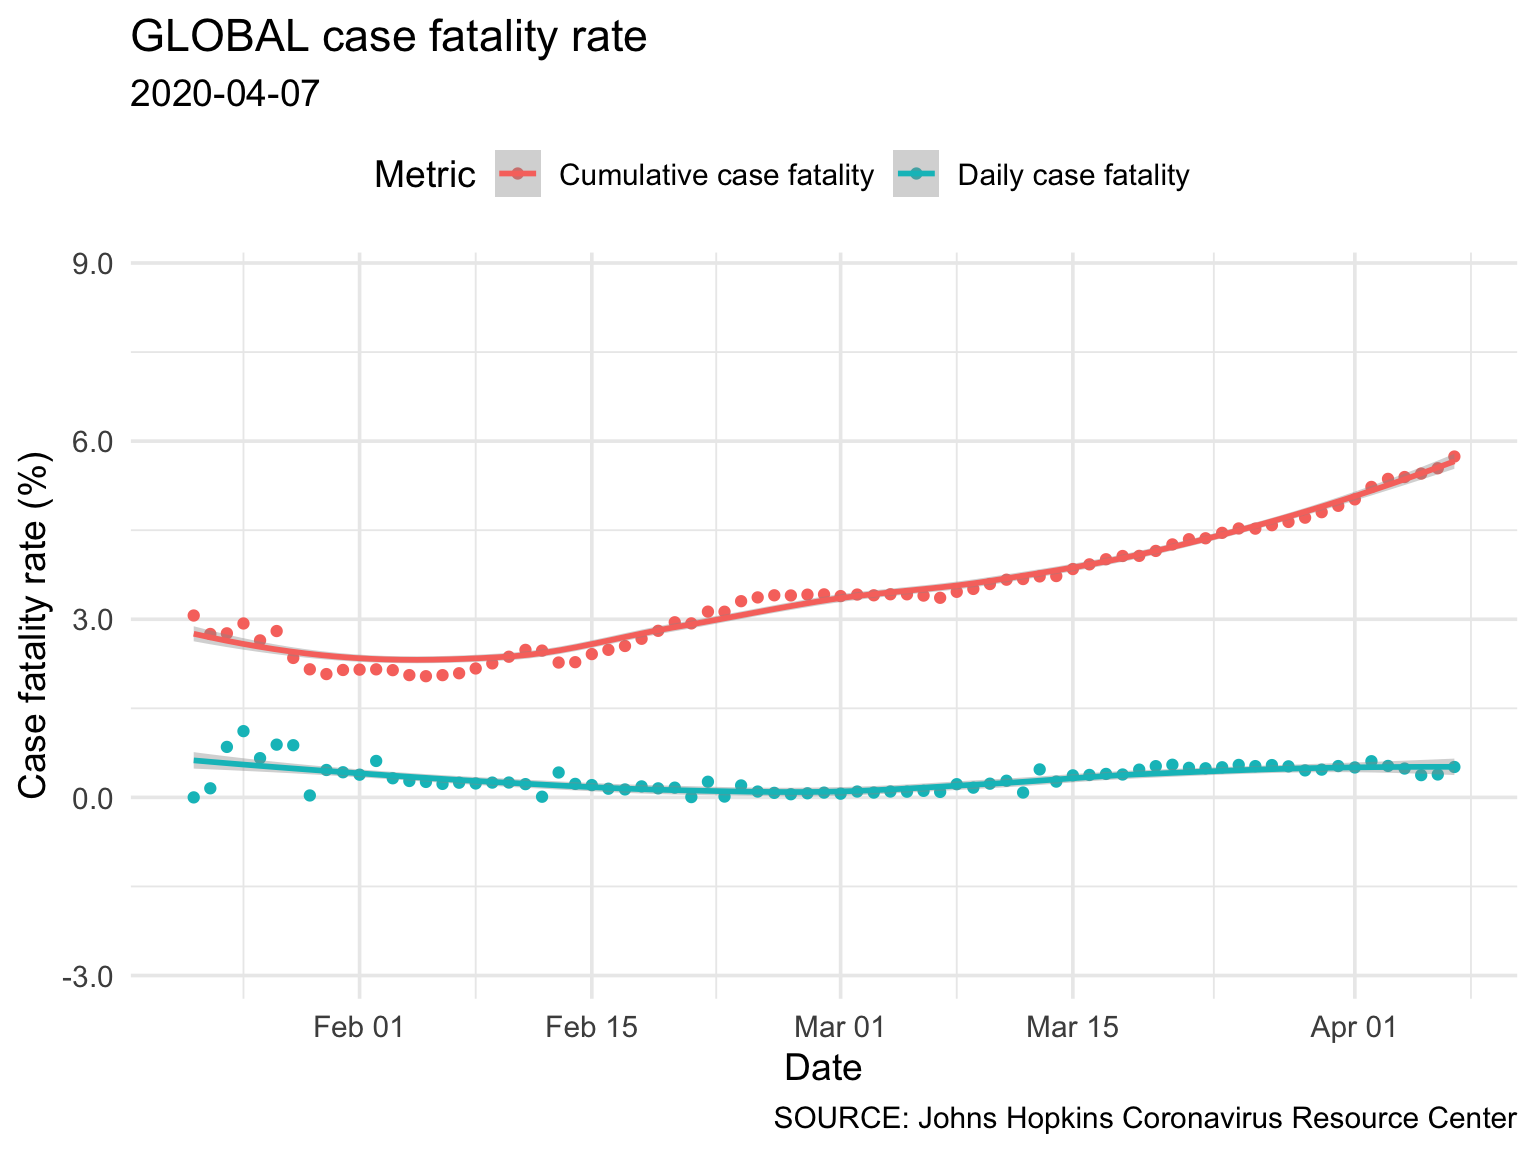 GLOBAL case fatality rate
2020-04-07
Metric Cumulative case fatality Daily case fatality
Case fatality rate (%)
9.0
6.0
3.0
0.0
-3.0
Feb 01 Feb 15 Mar 01 Mar 15 Apr 01
Date
SOURCE: Johns Hopkins Coronavirus Resource Center